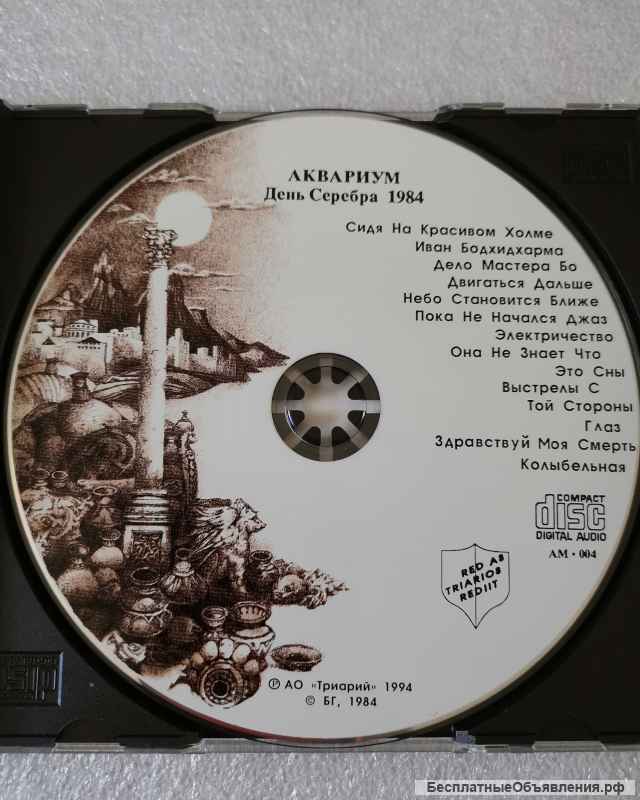 АКВАРИУМ
День Серебра 1984
Сидя На Красивом Холме
Иван Бодхидхарма
Дело Мастера Бо
Двигаться Дальше
Небо Становится Ближе
Пока Не Начался Джаз
Электричество
Она Не Знает Что
Это Сны
Выстрелы С
Той Стороны
Глаз
Здравствуй Моя Смерть
Колыбельная
COMPACT
disc
DIGITAL AUDIO
АМ · 004
RED AS
TRIARIOS
REDIIT
℗ АО «Триарий» 1994
© БГ, 1984
БесплатныеОбъявления.рф